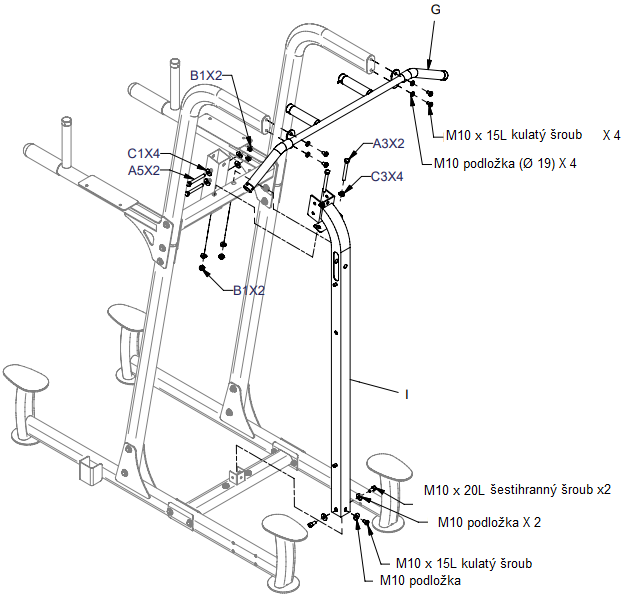 G
B1X2
M10 x 15L kulatý šroub X 4
A3X2
C1X4
M10 podložka (Ø 19) X 4
A5X2
C3X4
B1X2
I
M10 x 20L šestihranný šroub x2
M10 podložka X 2
M10 x 15L kulatý šroub
M10 podložka